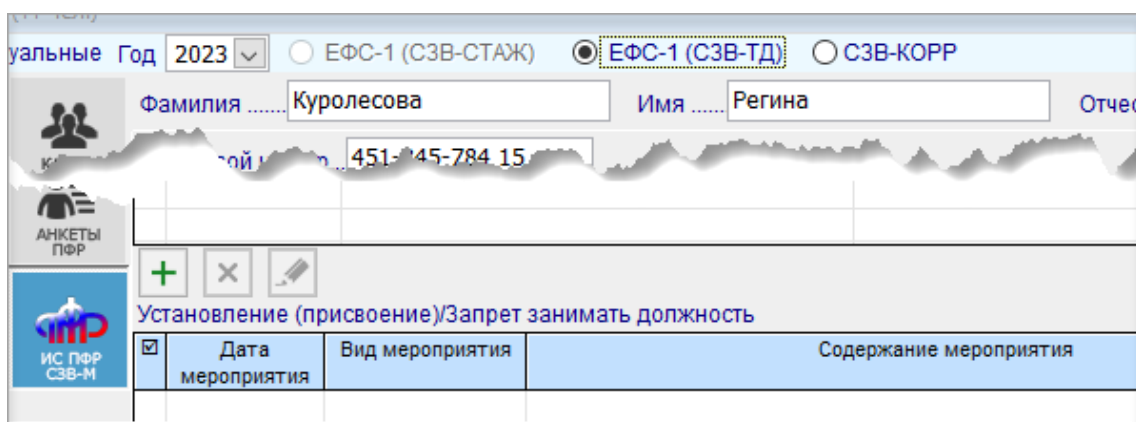 уальные Год 2023 ЕФС-1 (СЗВ-СТАЖ) ЕФС-1 (СЗВ-ТД) СЗВ-КОРР
Фамилия ....... Куролесова Имя ...... Регина Отчес
АНКЕТЫ
ПФР
Установление (присвоение)/Запрет занимать должность
ИС ПФР
СЗВ-М
Дата
мероприятия
Вид мероприятия
Содержание мероприятия